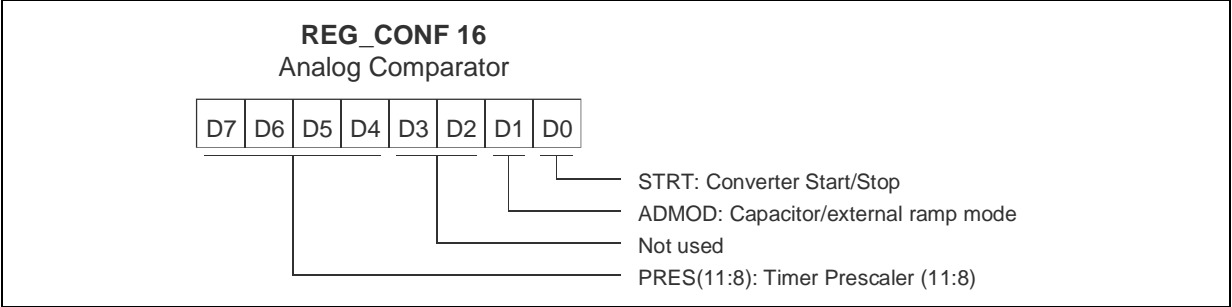 REG_CONF 16
Analog Comparator
D7 D6 D5 D4 D3 D2 D1 D0
STRT: Converter Start/Stop
ADMOD: Capacitor/external ramp mode
Not used
PRES(11:8): Timer Prescaler (11:8)